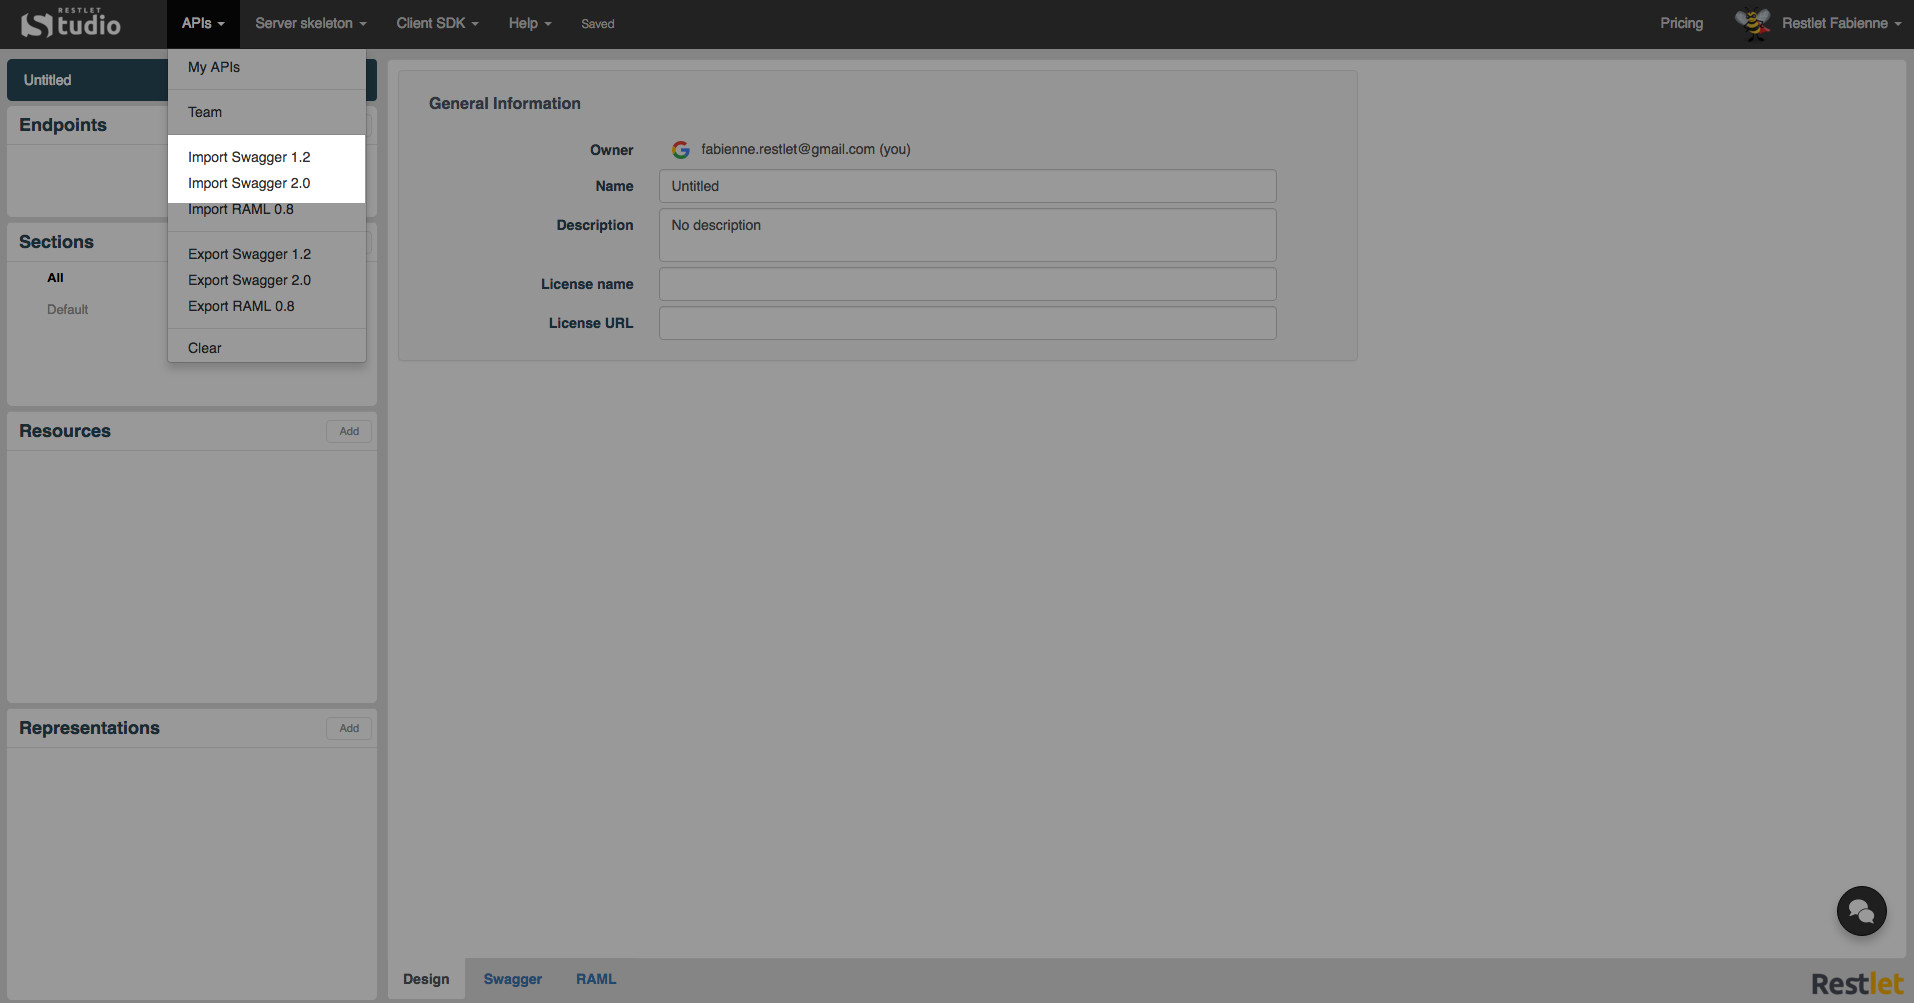 RESTLET
Studio
APIs
Server skeleton
Client SDK
Help
Saved
Pricing
Restlet Fabienne
My APIs
Team
Import Swagger 1.2
Import Swagger 2.0
Import RAML 0.8
Export Swagger 1.2
Export Swagger 2.0
Export RAML 0.8
Clear
Untitled
Endpoints
Sections
All
Default
Resources
Add
Representations
Add
General Information
Owner
fabienne.restlet@gmail.com (you)
Name
Untitled
Description
No description
License name
License URL
Design
Swagger
RAML
Restlet